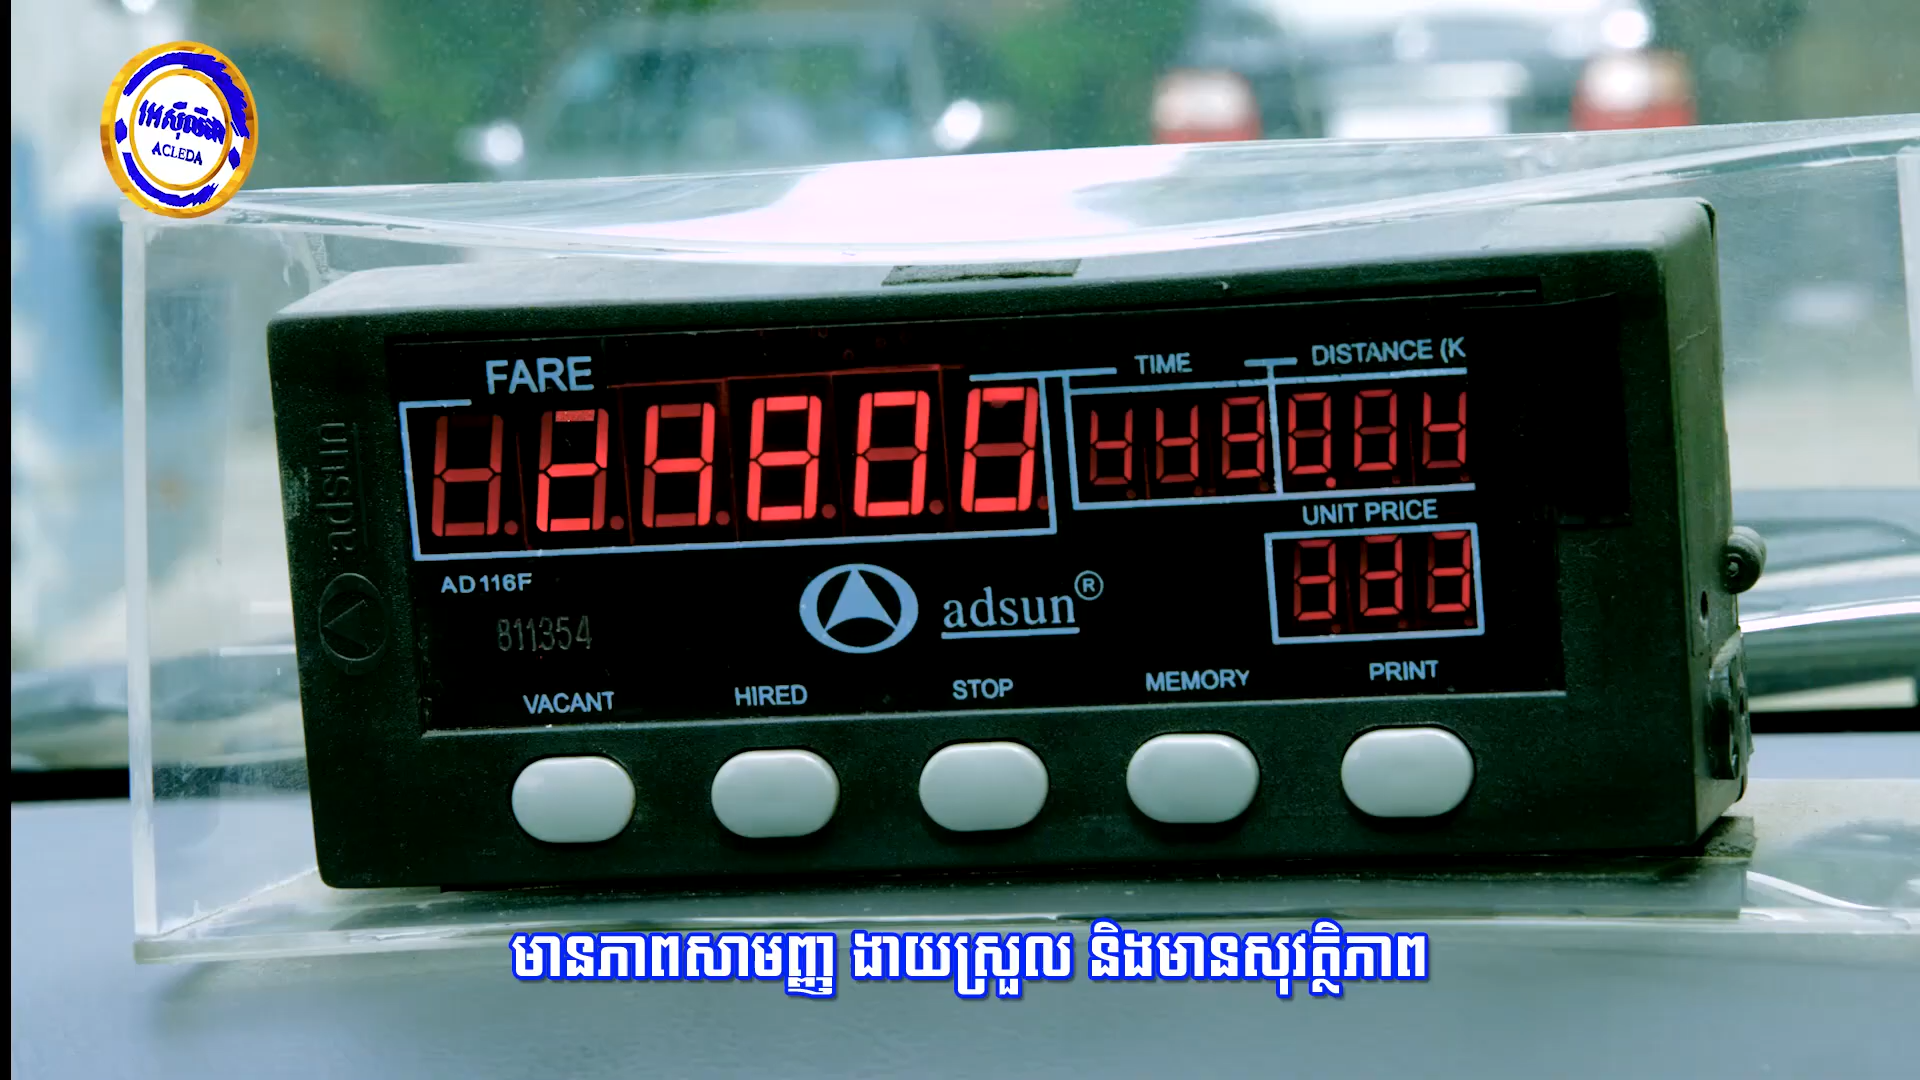 អេស៊ីលីដា
ACLEDA
FARE
TIME
DISTANCE (K
UNIT PRICE
adsun
AD116F
811354
adsun®
VACANT
HIRED
STOP
MEMORY
PRINT
មានភាពសាមញ្ញ ងាយស្រួល និងមានសុវត្ថិភាព